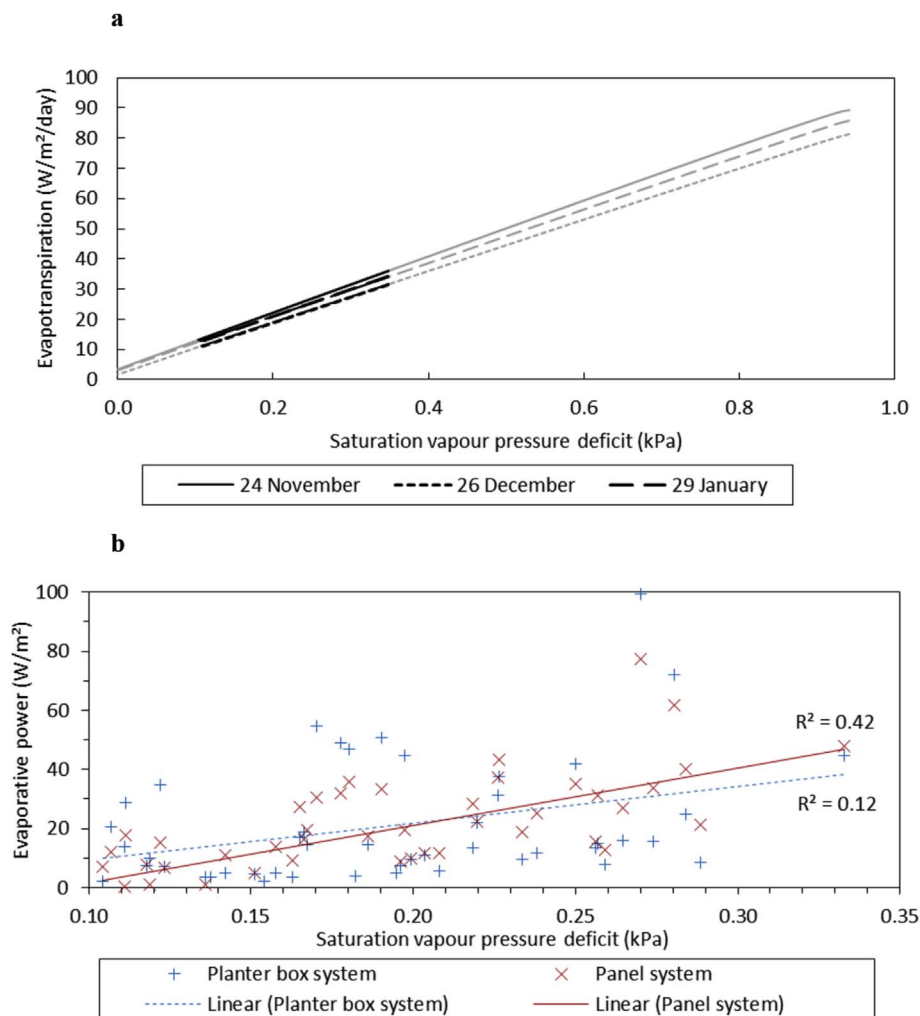 a
100
90
80
70
60
50
40
30
20
10
0
Evapotranspiration (W/m²/day)
0.0 0.2 0.4 0.6 0.8 1.0
Saturation vapour pressure deficit (kPa)
24 November 26 December 29 January
b
100
80
60
40
20
0
Evaporative power (W/m²)
R² = 0.42
R² = 0.12
0.10 0.15 0.20 0.25 0.30 0.35
Saturation vapour pressure deficit (kPa)
Planter box system Panel system
Linear (Planter box system) Linear (Panel system)